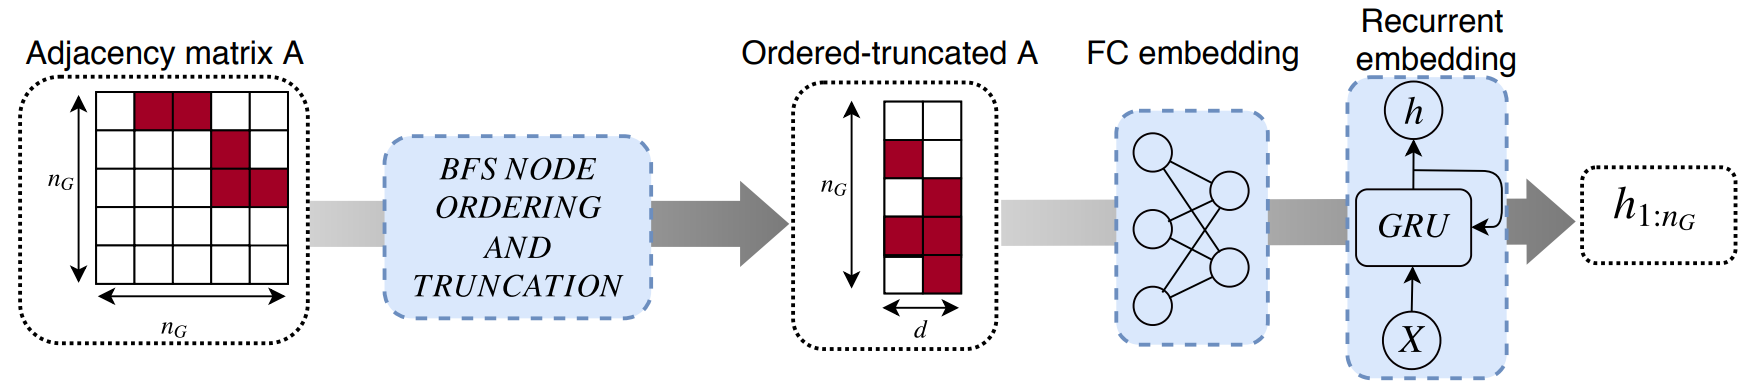 Adjacency matrix A
n_G
n_G
BFS NODE
ORDERING
AND
TRUNCATION
Ordered-truncated A
n_G
d
FC embedding
Recurrent
embedding
h
GRU
X
h_{1:n_G}